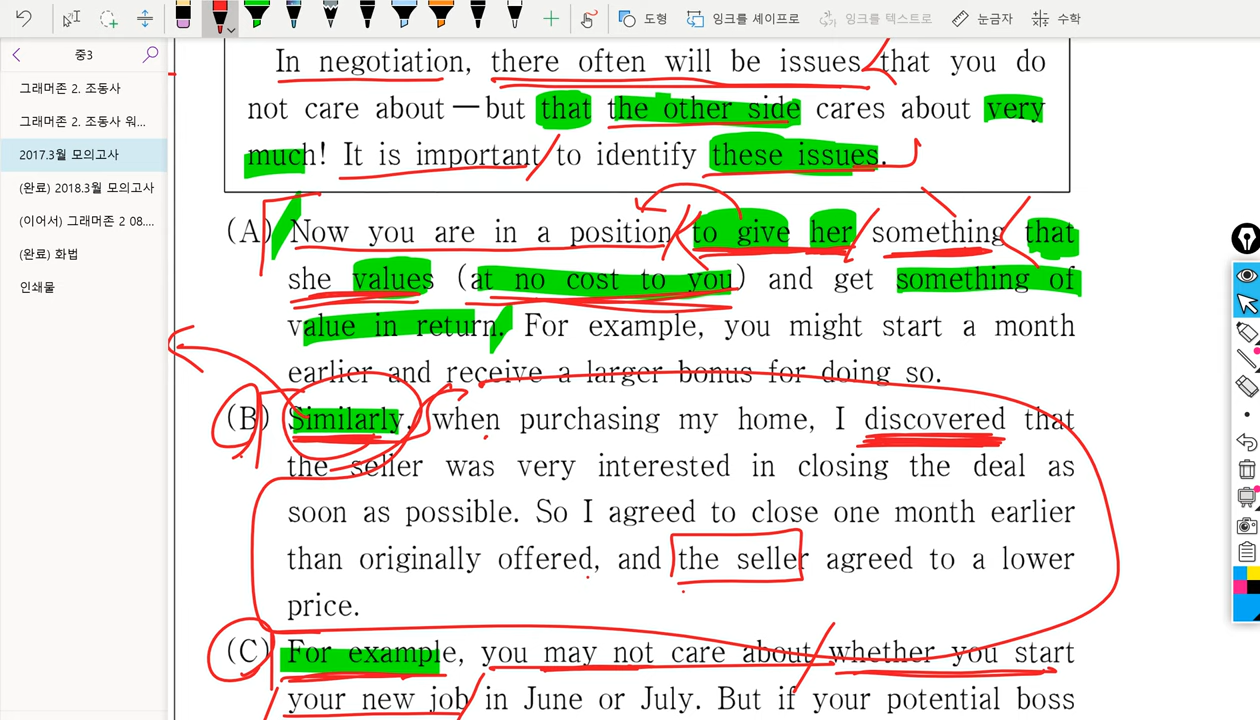 도형
잉크를 셰이프로
잉크를 텍스트로
눈금자
수학
중3
그래머존 2. 조동사
그래머존 2. 조동사 워...
2017.3월 모의고사
(완료) 2018.3월 모의고사
(이어서) 그래머존 2 08....
(완료) 화법
인쇄물
In negotiation, there often will be issues that you do
not care about — but that the other side cares about very
much! It is important to identify these issues.
(A) Now you are in a position to give her something that
she values (at no cost to you) and get something of
value in return. For example, you might start a month
earlier and receive a larger bonus for doing so.
(B) Similarly, when purchasing my home, I discovered that
the seller was very interested in closing the deal as
soon as possible. So I agreed to close one month earlier
than originally offered, and the seller agreed to a lower
price.
(C) For example, you may not care about whether you start
your new job in June or July. But if your potential boss